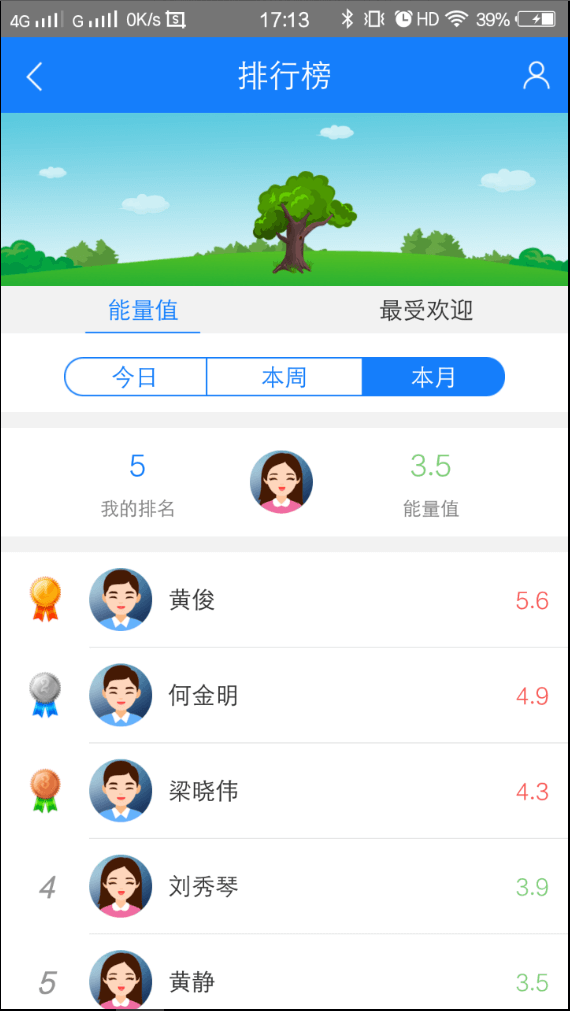 4G G 0K/s 17:13 HD 39%
排行榜
能量值 最受欢迎
今日 本周 本月
5 3.5
我的排名 能量值
1 黄俊 5.6
2 何金明 4.9
3 梁晓伟 4.3
4 刘秀琴 3.9
5 黄静 3.5